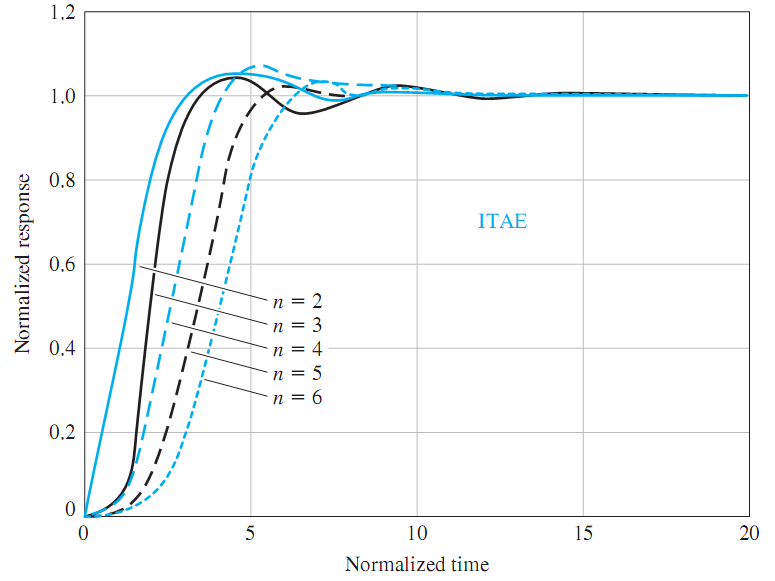 1.2
1.0
0.8
0.6
0.4
0.2
0
Normalized response
ITAE
n = 2
n = 3
n = 4
n = 5
n = 6
0
5
10
15
20
Normalized time